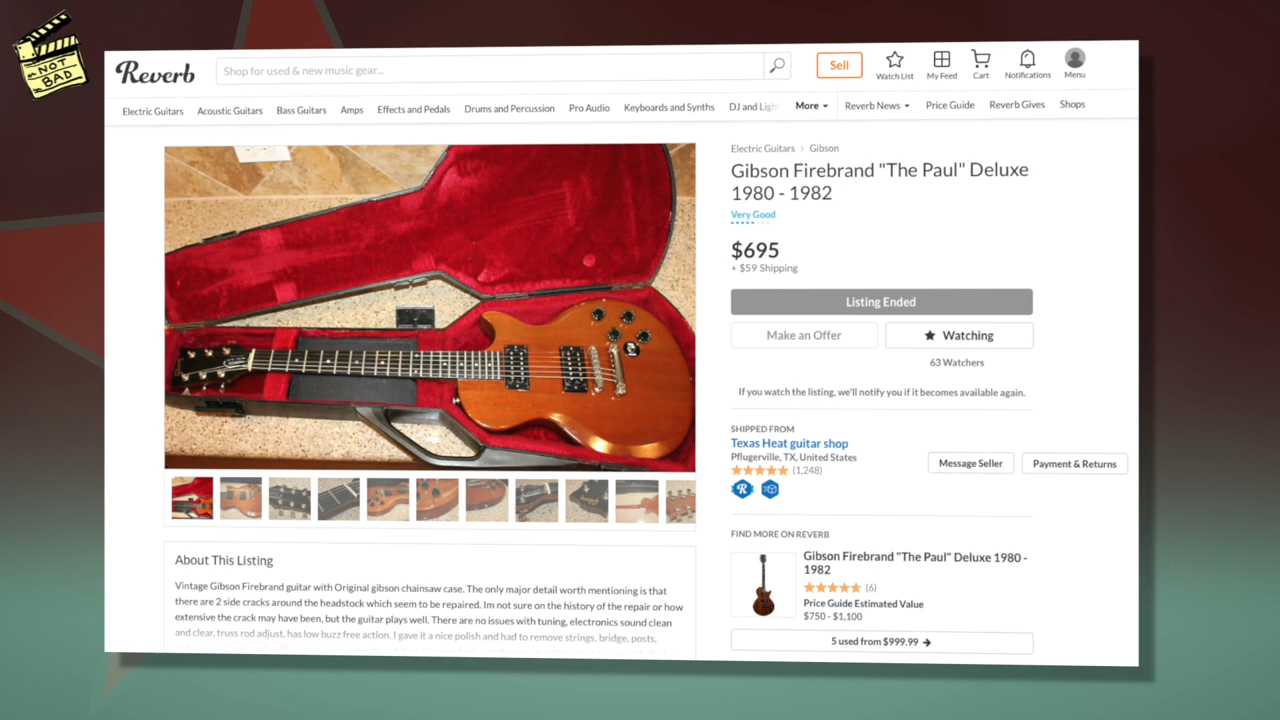 NOT
BAD
Reverb
Shop for used & new music gear...
Sell
Watch List
My Feed
Cart
Notifications
Menu
Electric Guitars
Acoustic Guitars
Bass Guitars
Amps
Effects and Pedals
Drums and Percussion
Pro Audio
Keyboards and Synths
DJ and Ligh
More
Reverb News
Price Guide
Reverb Gives
Shops
Electric Guitars > Gibson
Gibson Firebrand "The Paul" Deluxe
1980 - 1982
Very Good
$695
+ $59 Shipping
Listing Ended
Make an Offer
Watching
63 Watchers
If you watch the listing, we'll notify you if it becomes available again.
SHIPPED FROM
Texas Heat guitar shop
Pflugerville, TX, United States
(1,248)
Message Seller
Payment & Returns
FIND MORE ON REVERB
Gibson Firebrand "The Paul" Deluxe 1980 -
1982
(6)
Price Guide Estimated Value
$750 - $1,100
5 used from $999.99
About This Listing
Vintage Gibson Firebrand guitar with Original gibson chainsaw case. The only major detail worth mentioning is that
there are 2 side cracks around the headstock which seem to be repaired. Im not sure on the history of the repair or how
extensive the crack may have been, but the guitar plays well. There are no issues with tuning, electronics sound clean
and clear, truss rod adjust, has low buzz free action. I gave it a nice polish and had to remove strings, bridge, posts,